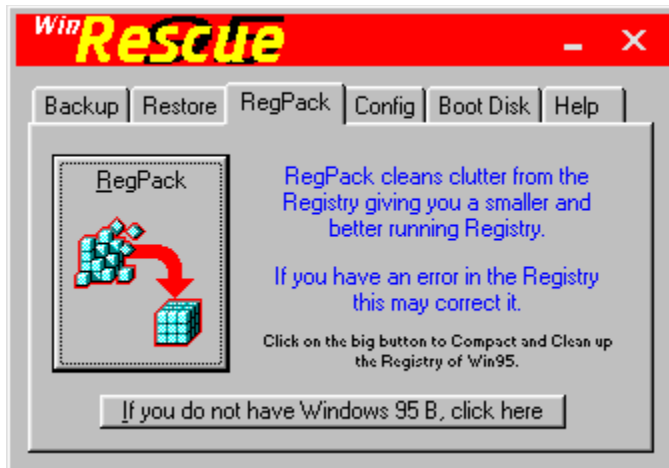 WinRescue
Backup Restore RegPack Config Boot Disk Help
RegPack
RegPack cleans clutter from the
Registry giving you a smaller and
better running Registry.
If you have an error in the Registry
this may correct it.
Click on the big button to Compact and Clean up
the Registry of Win95.
If you do not have Windows 95 B, click here